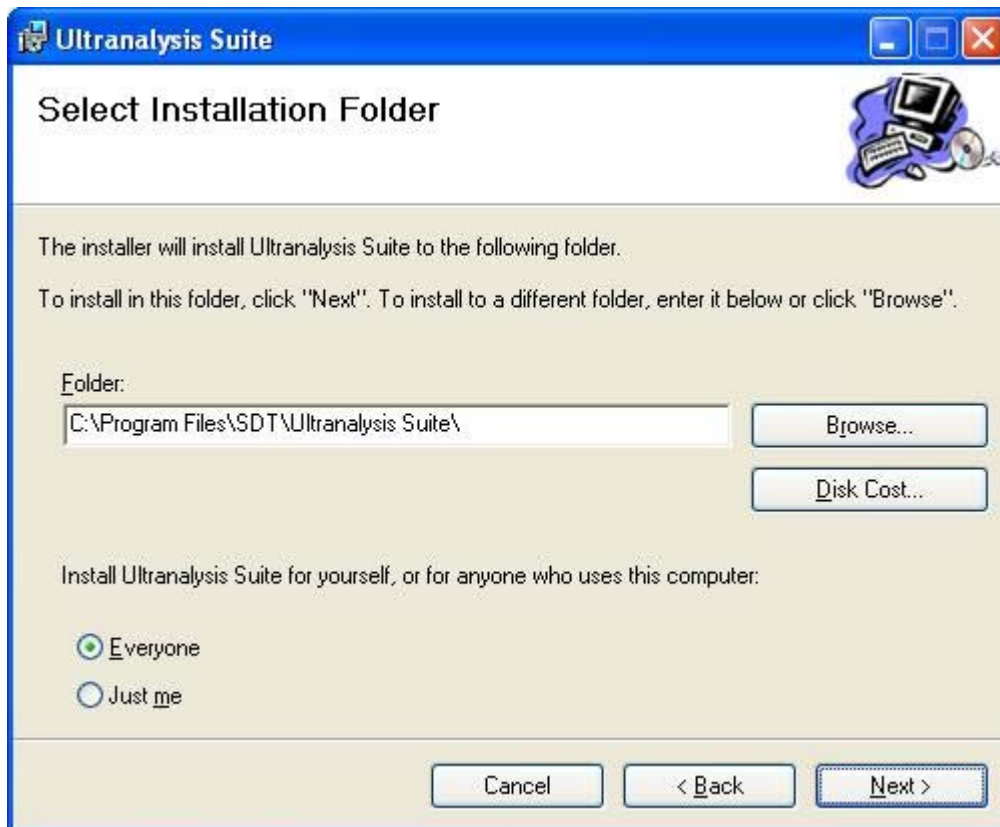 Ultranalysis Suite
Select Installation Folder
The installer will install Ultranalysis Suite to the following folder.
To install in this folder, click "Next". To install to a different folder, enter it below or click "Browse".
Folder:
C:\Program Files\SDT\Ultranalysis Suite\
Browse...
Disk Cost...
Install Ultranalysis Suite for yourself, or for anyone who uses this computer:
Everyone
Just me
Cancel
< Back
Next >